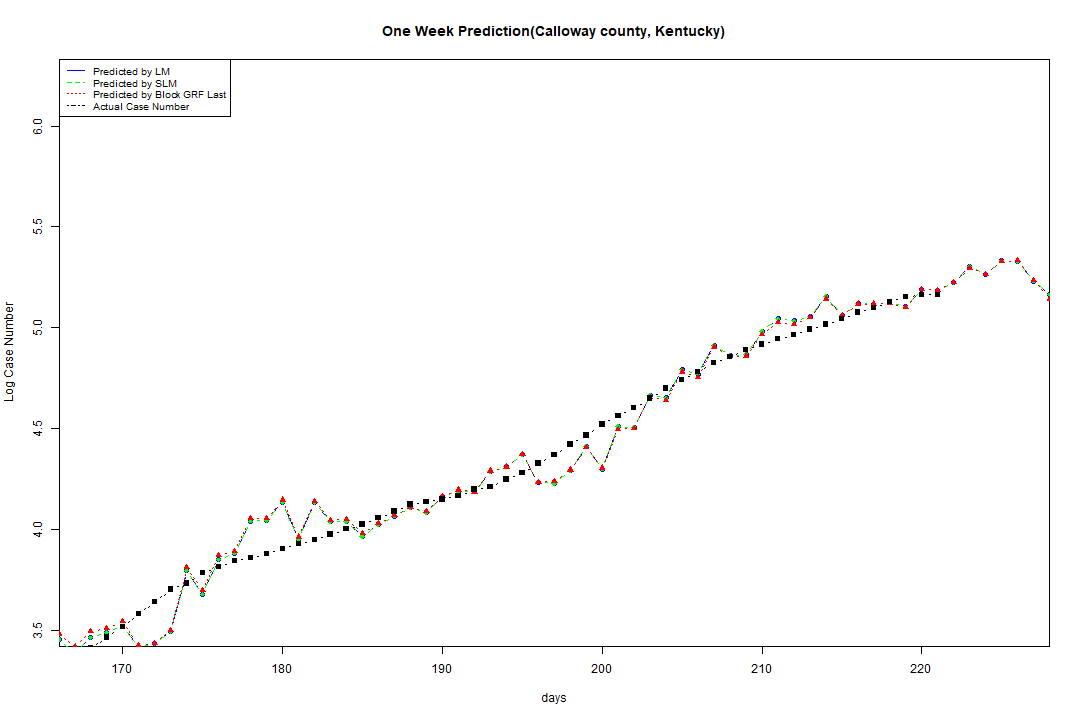 One Week Prediction(Calloway county, Kentucky)
Predicted by LM
Predicted by SLM
Predicted by Block GRF Last
Actual Case Number
6.0
5.5
5.0
4.5
4.0
3.5
Log Case Number
170 180 190 200 210 220
days